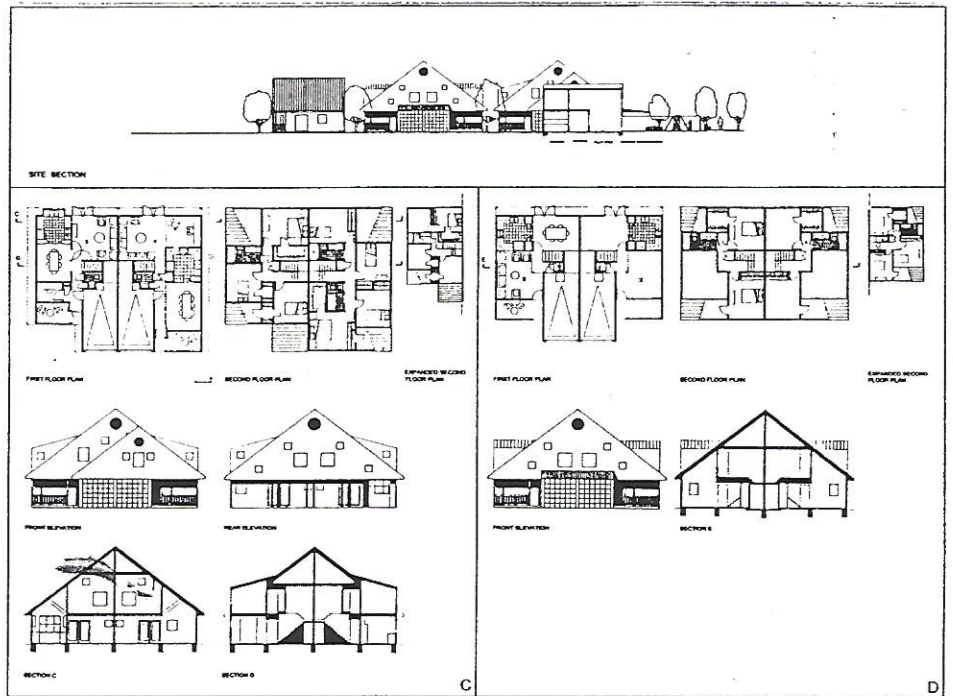 SITE SECTION
FIRST FLOOR PLAN
SECOND FLOOR PLAN
EXPANDED SECOND
FLOOR PLAN
FRONT ELEVATION
REAR ELEVATION
SECTION C
SECTION D
C
FIRST FLOOR PLAN
SECOND FLOOR PLAN
EXPANDED SECOND
FLOOR PLAN
FRONT ELEVATION
SECTION E
D